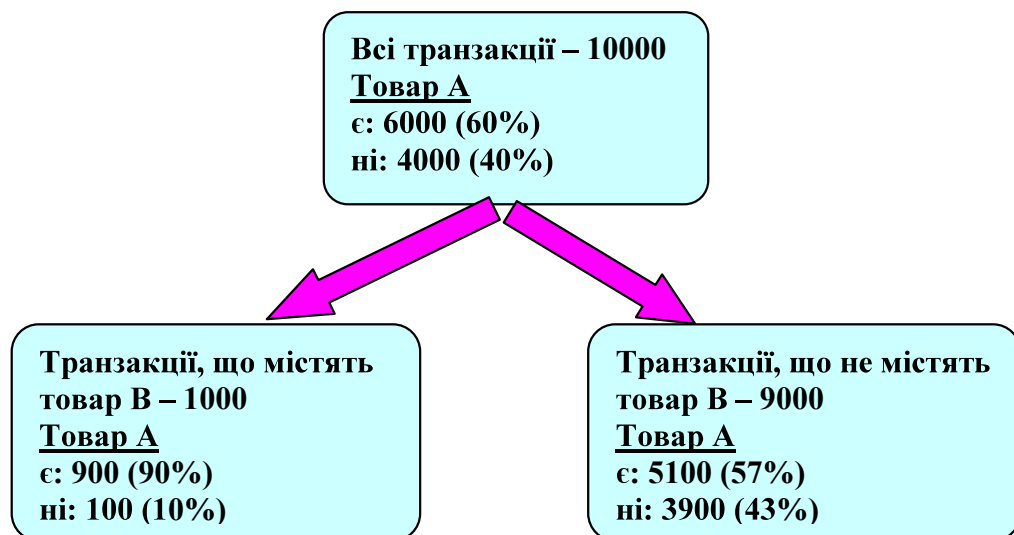 Всі транзакції – 10000
Товар А
є: 6000 (60%)
ні: 4000 (40%)
Транзакції, що містять
товар В – 1000
Товар А
є: 900 (90%)
ні: 100 (10%)
Транзакції, що не містять
товар В – 9000
Товар А
є: 5100 (57%)
ні: 3900 (43%)